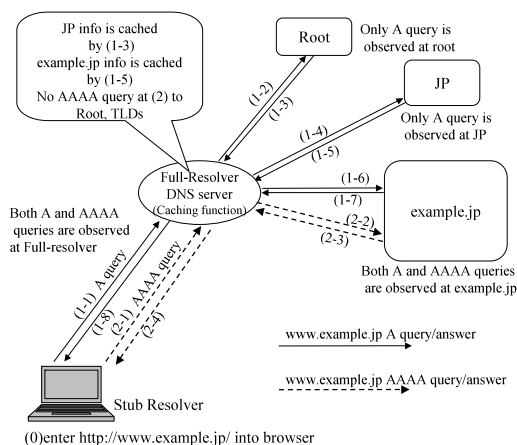 JP info is cached
by (1-3)
example.jp info is cached
by (1-5)
No AAAA query at (2) to
Root, TLDs
Root
Only A query is
observed at root
(1-2)
(1-3)
JP
(1-4)
(1-5)
Only A query is
observed at JP
Full-Resolver
DNS server
(Caching function)
(1-6)
(1-7)
example.jp
(2-2)
(2-3)
Both A and AAAA
queries are observed
at Full-resolver
Both A and AAAA queries
are observed at example.jp
(1-1) A query
(1-8)
(2-1) AAAA query
(2-4)
www.example.jp A query/answer
www.example.jp AAAA query/answer
Stub Resolver
(0)enter http://www.example.jp/ into browser